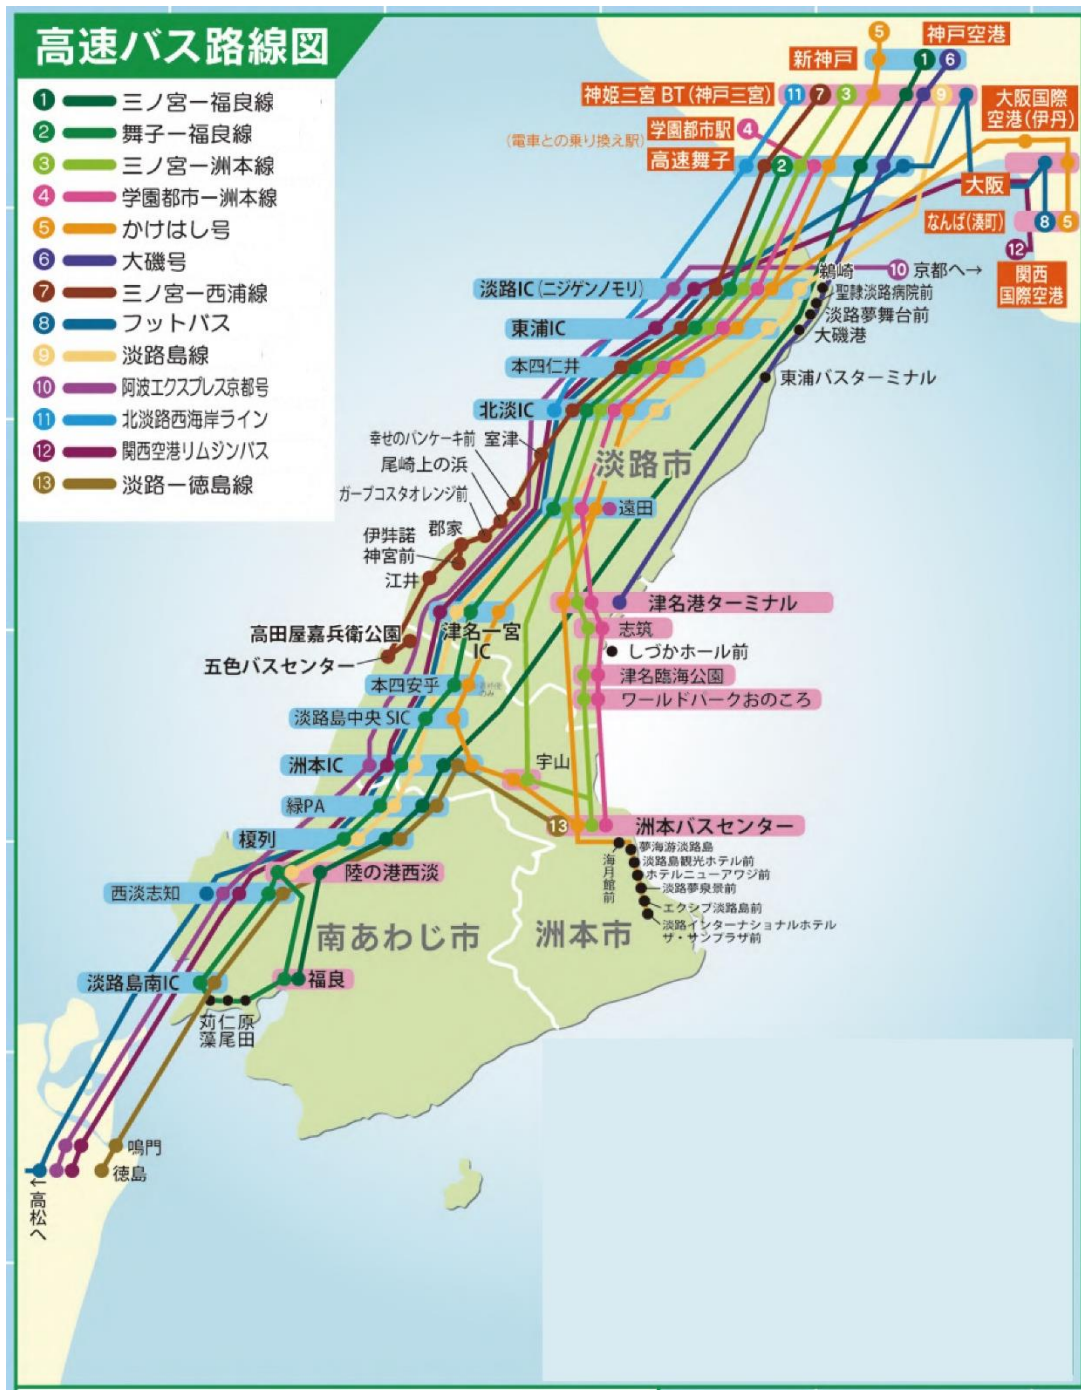 高速バス路線図
1 三ノ宮ー福良線
2 舞子ー福良線
3 三ノ宮ー洲本線
4 学園都市ー洲本線
5 かけはし号
6 大磯号
7 三ノ宮ー西浦線
8 フットバス
9 淡路島線
10 阿波エクスプレス京都号
11 北淡路西海岸ライン
12 関西空港リムジンバス
13 淡路ー徳島線
5
神戸空港
新神戸
1 6
神姫三宮 BT(神戸三宮)
11 7 3 9
大阪国際
空港(伊丹)
学園都市駅
4
(電車との乗り換え駅)
高速舞子
2
大阪
なんば(湊町)
8 5
12
関西
国際空港
10 京都へ→
鵜崎
聖隷淡路病院前
淡路夢舞台前
大磯港
東浦バスターミナル
淡路IC(ニジゲンノモリ)
東浦IC
本四仁井
北淡IC
淡路市
幸せのパンケーキ前
室津
尾崎上の浜
ガーブコスタオレンジ前
郡家
伊弉諾
神宮前
江井
遠田
津名港ターミナル
志筑
しづかホール前
津名臨海公園
ワールドパークおのころ
津名一宮
IC
高田屋嘉兵衛公園
五色バスセンター
本四安乎
淡路島中央 SIC
洲本IC
宇山
緑PA
13
洲本バスセンター
榎列
海月館前
夢海游淡路島
淡路島観光ホテル前
ホテルニューアワジ前
淡路夢泉景前
エクシブ淡路島前
淡路インターナショナルホテル
ザ・サンプラザ前
陸の港西淡
西淡志知
南あわじ市
洲本市
淡路島南IC
福良
苅藻
仁尾
原田
鳴門
徳島
←高松へ